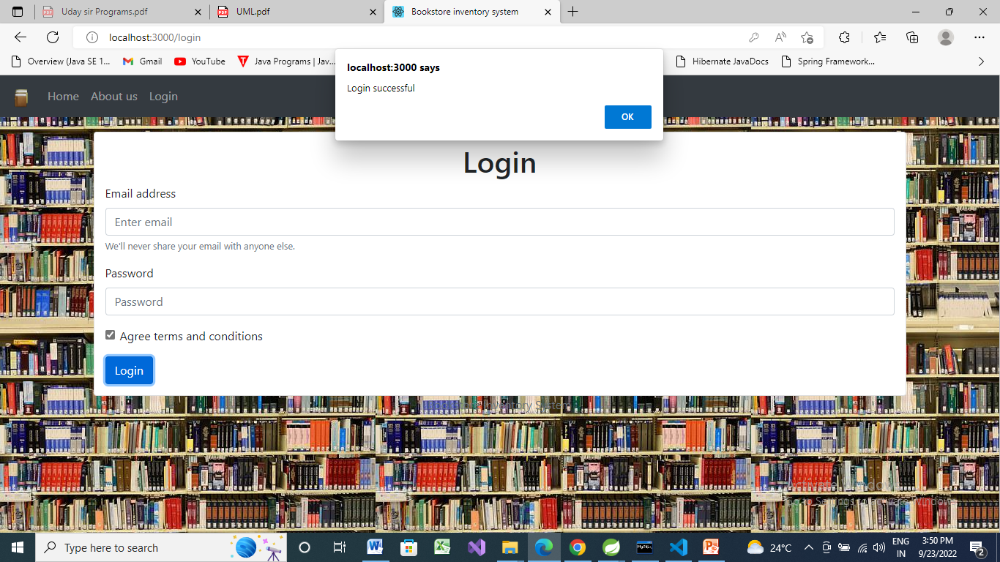 Uday sir Programs.pdf
UML.pdf
Bookstore inventory system
localhost:3000/login
Overview (Java SE 1...
Gmail
YouTube
Java Programs | Jav...
Hibernate JavaDocs
Spring Framework...
localhost:3000 says
Login successful
OK
Home
About us
Login
Login
Email address
Enter email
We'll never share your email with anyone else.
Password
Password
Agree terms and conditions
Login
Inventory System
Type here to search
24°C
ENG
IN
3:50 PM
9/23/2022
2